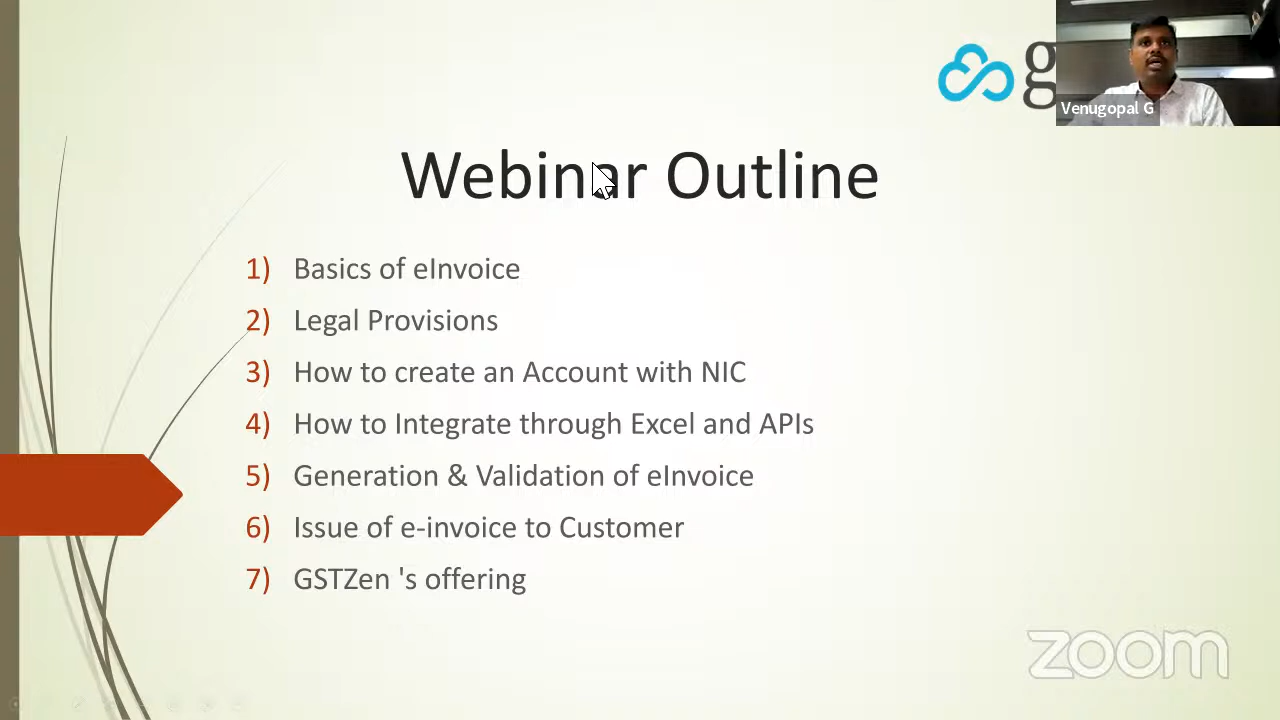 g
Venugopal G
Webinar Outline
1) Basics of eInvoice
2) Legal Provisions
3) How to create an Account with NIC
4) How to Integrate through Excel and APIs
5) Generation & Validation of eInvoice
6) Issue of e-invoice to Customer
7) GSTZen 's offering
zoom